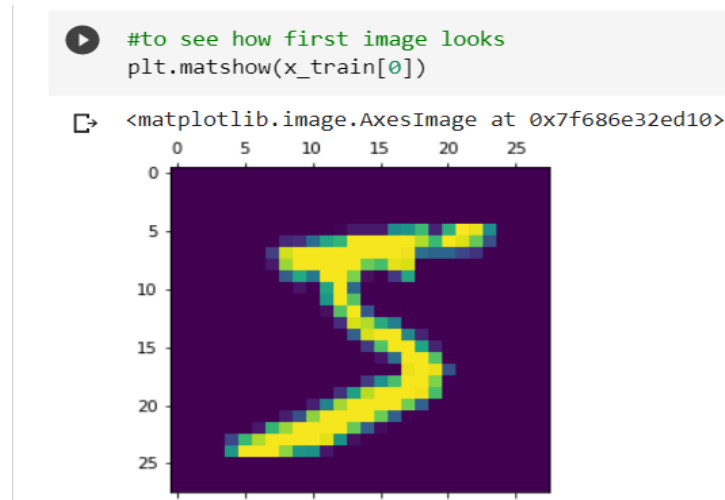 #to see how first image looks
plt.matshow(x_train[0])
<matplotlib.image.AxesImage at 0x7f686e32ed10>
0 5 10 15 20 25
0
5
10
15
20
25
5